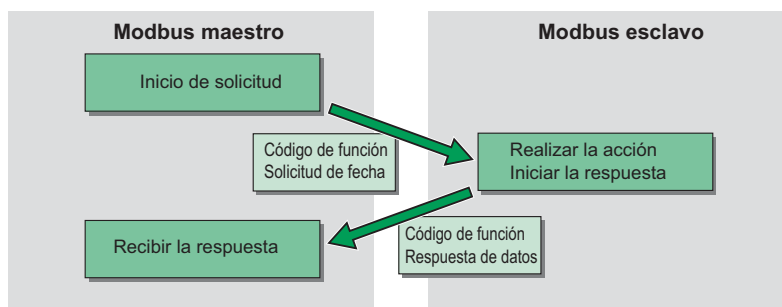 Modbus maestro
Modbus esclavo
Inicio de solicitud
Código de función
Solicitud de fecha
Realizar la acción
Iniciar la respuesta
Recibir la respuesta
Código de función
Respuesta de datos